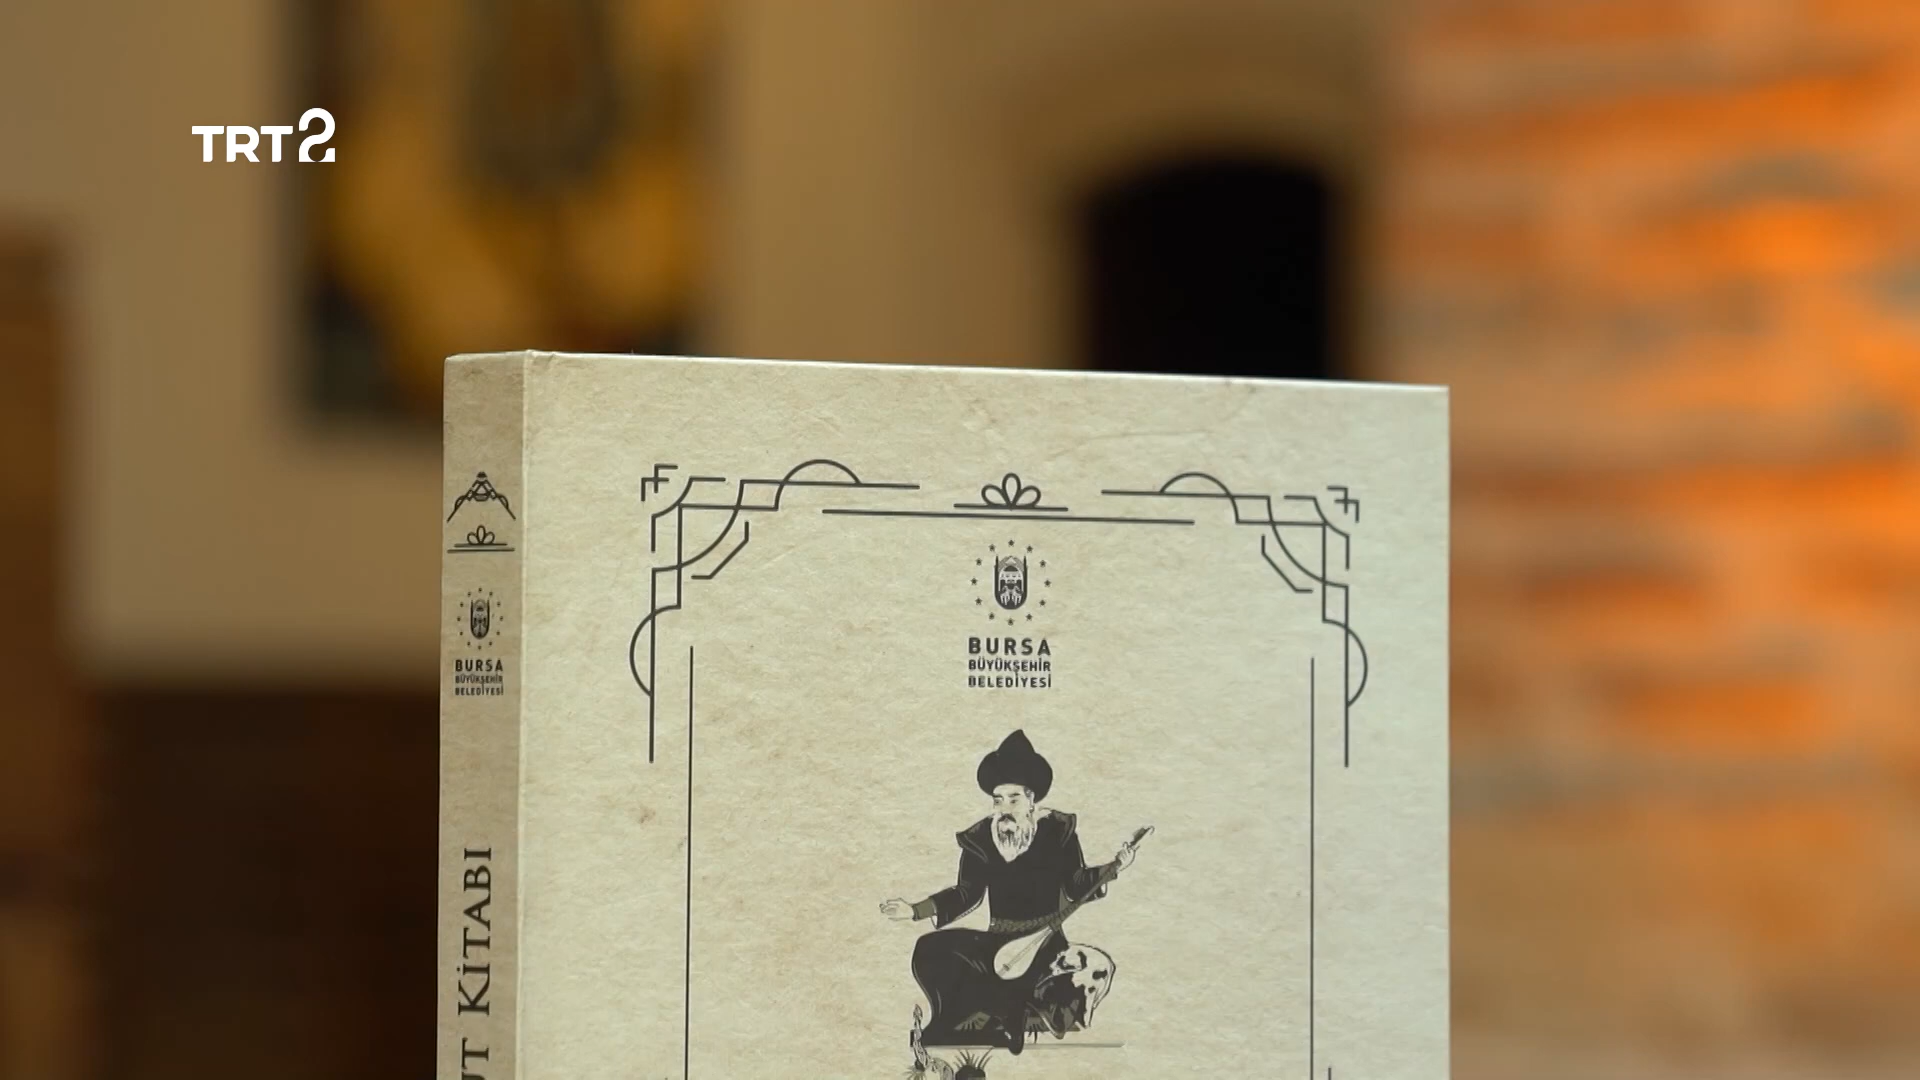 TRT2
BURSA
BÜYÜKŞEHİR
BELEDİYESİ
BURSA
BÜYÜKŞEHİR
BELEDİYESİ
UT KİTABI